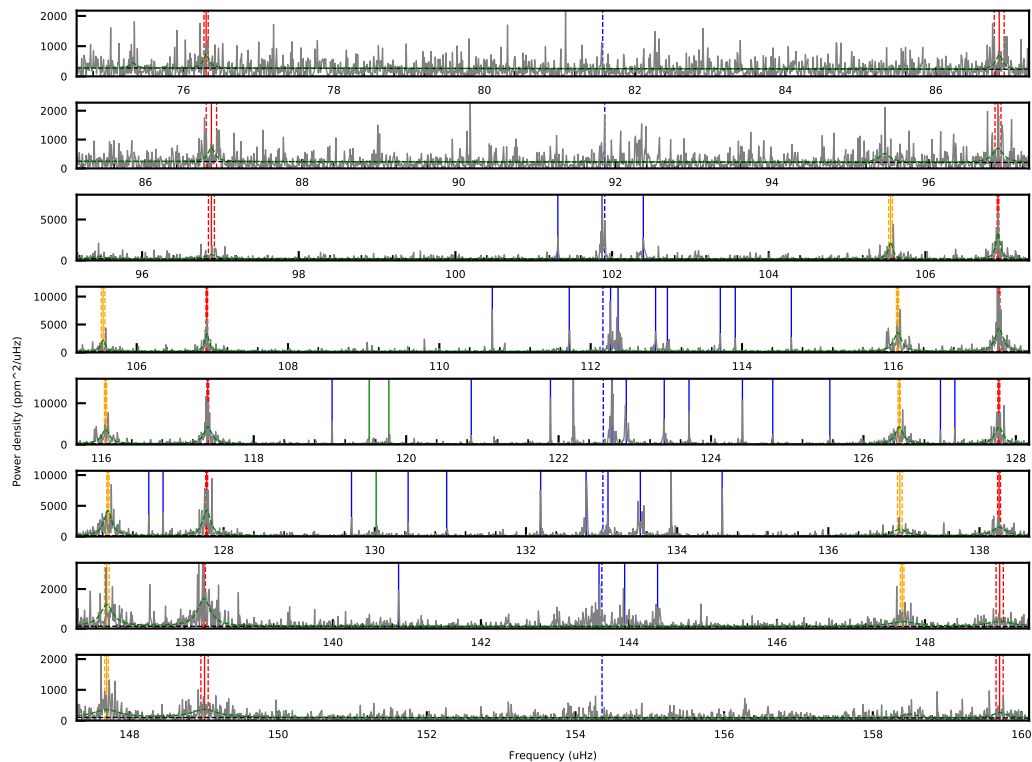 2000
1000
0
76 78 80 82 84 86
2000
1000
0
86 88 90 92 94 96
5000
0
96 98 100 102 104 106
10000
5000
0
106 108 110 112 114 116
10000
0
116 118 120 122 124 126 128
10000
5000
0
128 130 132 134 136 138
2000
0
138 140 142 144 146 148
2000
1000
0
148 150 152 154 156 158 160
Power density (ppm^2/uHz)
Frequency (uHz)